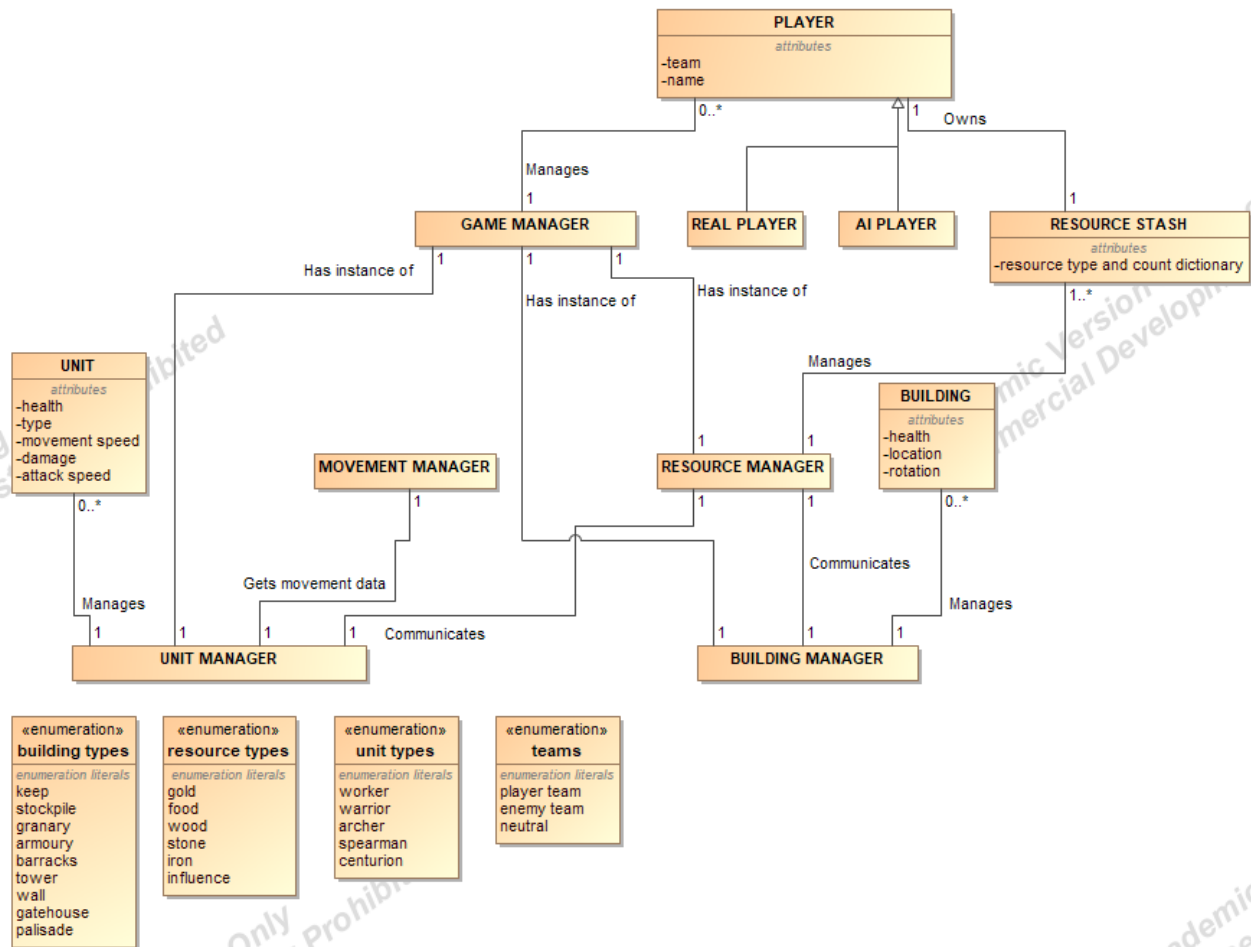 PLAYER
attributes
-team
-name
0..*
1
Owns
Manages
1
1
GAME MANAGER
REAL PLAYER
AI PLAYER
RESOURCE STASH
attributes
-resource type and count dictionary
1
1
1
1..*
Has instance of
Has instance of
Has instance of
Manages
UNIT
attributes
-health
-type
-movement speed
-damage
-attack speed
0..*
BUILDING
attributes
-health
-location
-rotation
0..*
1
1
MOVEMENT MANAGER
1
RESOURCE MANAGER
1
1
Communicates
Gets movement data
Manages
Manages
1
1
1
1
Communicates
1
1
1
UNIT MANAGER
BUILDING MANAGER
«enumeration»
building types
enumeration literals
keep
stockpile
granary
armoury
barracks
tower
wall
gatehouse
palisade
«enumeration»
resource types
enumeration literals
gold
food
wood
stone
iron
influence
«enumeration»
unit types
enumeration literals
worker
warrior
archer
spearman
centurion
«enumeration»
teams
enumeration literals
player team
enemy team
neutral
Version
Only